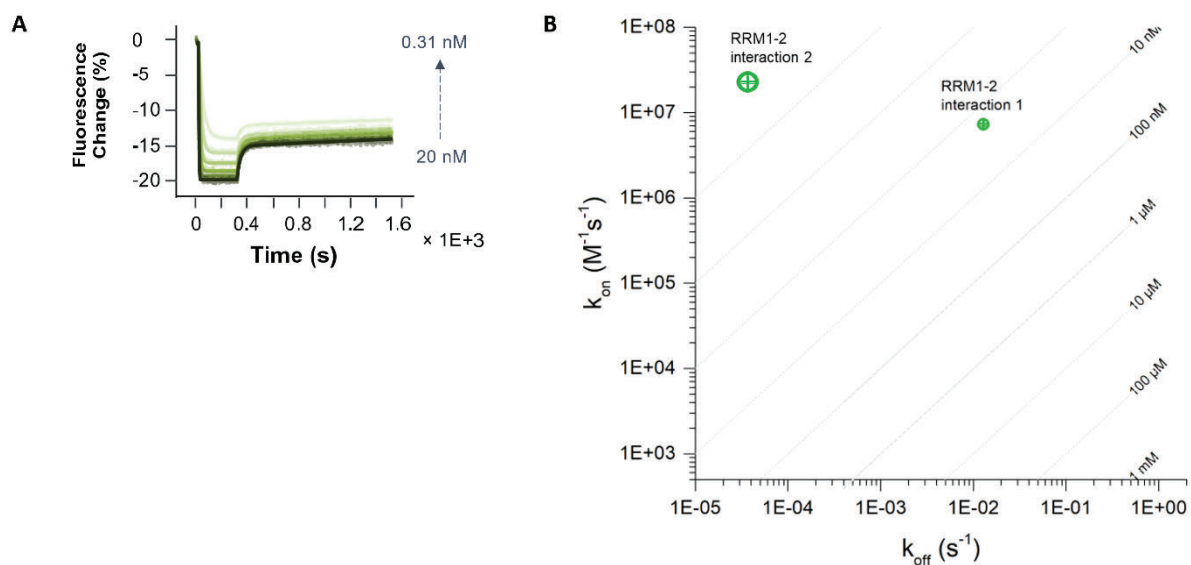 A
Fluorescence
Change (%)
0
-5
-10
-15
-20
0 0.4 0.8 1.2 1.6
× 1E+3
Time (s)
0.31 nM
20 nM
B
1E+08
1E+07
1E+06
1E+05
1E+04
1E+03
kon (M-1s-1)
RRM1-2
interaction 2
RRM1-2
interaction 1
10 nM
100 nM
1 µM
10 µM
100 µM
1 mM
1E-05 1E-04 1E-03 1E-02 1E-01 1E+00
koff (s-1)